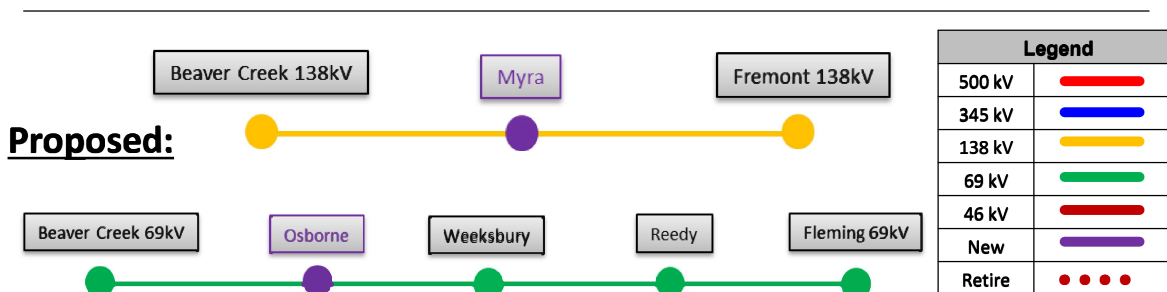 Beaver Creek 138kV
Myra
Fremont 138kV
Proposed:
Beaver Creek 69kV
Osborne
Weeksbury
Reedy
Fleming 69kV
Legend
500 kV
345 kV
138 kV
69 kV
46 kV
New
Retire